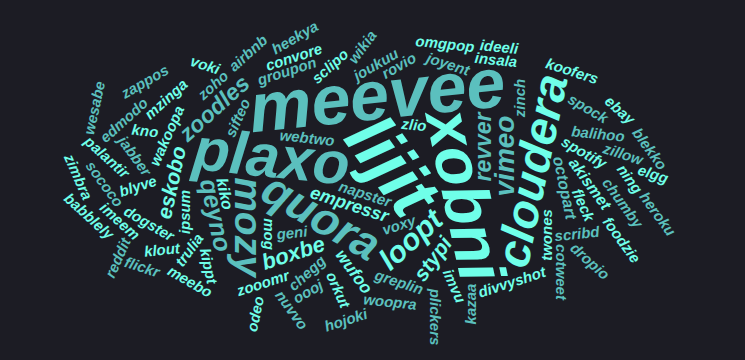 heekya
airbnb
convore
wikia
omgpop
ideeli
voki
groupon
sclipo
joukuu
rovio
joyent
insala
koofers
zappos
zoho
mzinga
zoodles
sifteo
meevee
zinch
spock
ebay
wesabe
edmodo
kno
wakoopa
webtwo
zlio
xobni
revver
vimeo
cloudera
balihoo
blekko
jabber
palantir
plaxo
lijit
spotify
zillow
elgg
zimbra
sococo
blyve
eskobo
napster
octopart
akismet
ning
heroku
babblely
imeem
dogster
ipsum
qeyno
kiko
mozy
quora
empressr
voxy
fleck
chumby
foodzie
reddit
flickr
klout
trulia
kyppt
mog
geni
boxbe
loopt
stypi
twones
scribd
dropio
cotweet
meebo
zooomr
chegg
oooj
wufoo
orkut
greplin
imvu
divvyshot
odeo
nuvvo
hojoki
woopra
plickers
kazaa